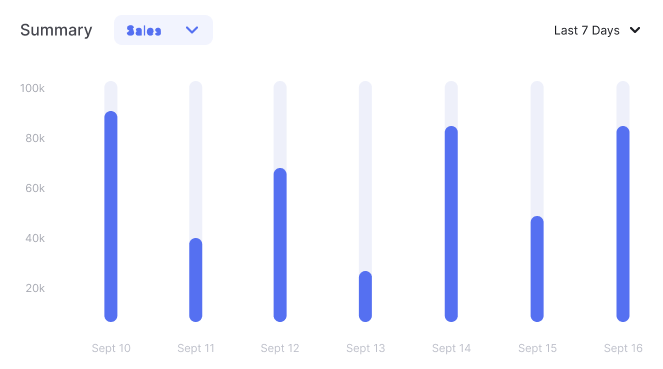 Summary Sales Last 7 Days
100k
80k
60k
40k
20k
Sept 10 Sept 11 Sept 12 Sept 13 Sept 14 Sept 15 Sept 16